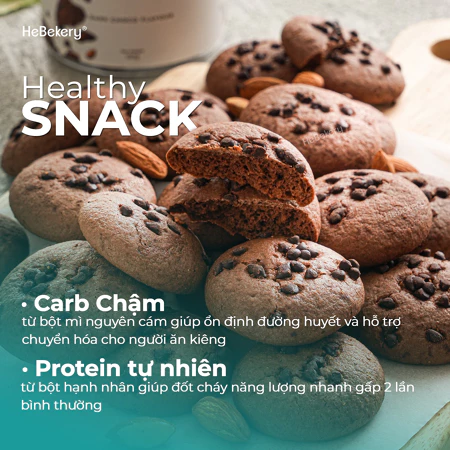 HeBekery®
Healthy
SNACK
• Carb Chậm
từ bột mì nguyên cám giúp ổn định đường huyết và hỗ trợ
chuyển hóa cho người ăn kiêng
• Protein tự nhiên
từ bột hạnh nhân giúp đốt cháy năng lượng nhanh gấp 2 lần
bình thường